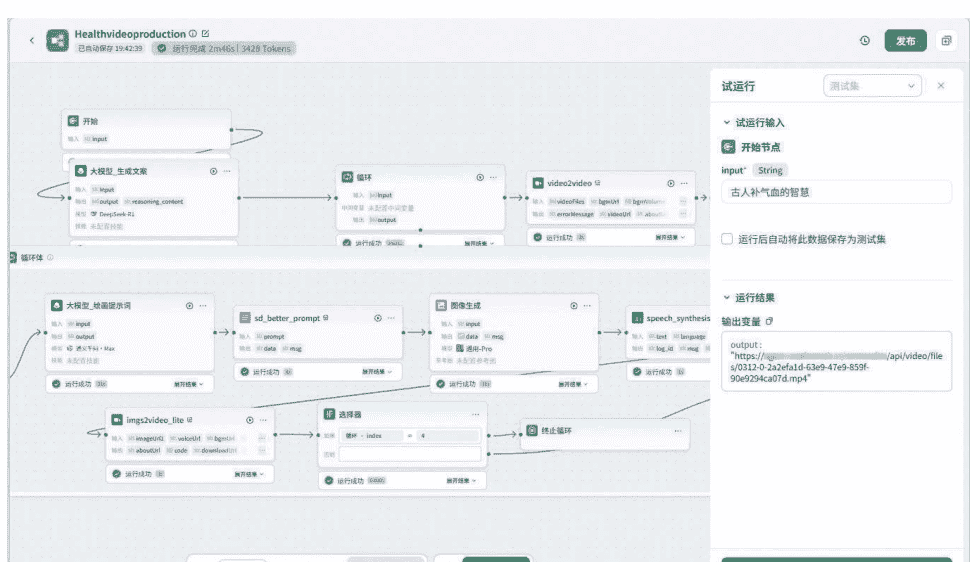 Healthvideoproduction
已自动保存 19:42:39 运行完成 2m46s | 3428 Tokens
发布
开始
输入 input
大模型_生成文案
输入 input
输出 output reasoning_content
模型 DeepSeek-R1
技能 未配置技能
循环
输入 input
中间变量 未配置中间变量
输出 output
运行成功 展开结果
video2video
输入 videoFiles bgmUrl bgmVolume
输出 errorMessage videoUrl
运行成功 展开结果
循环体
大模型_绘画提示词
输入 input
输出 output
模型 通义千问·Max
技能 未配置技能
运行成功 展开结果
sd_better_prompt
输入 prompt
输出 data msg
运行成功 展开结果
图像生成
输入 input
输出 data msg
模型 通用-Pro
参考图 未配置参考图
运行成功 展开结果
speech_synthesis
输入 text language
输出 log_id msg
运行成功
imgs2video_lite
输入 imageUrls voiceUrl bgmUrl
输出 aboutUrl code downloadUrl
运行成功 展开结果
选择器
如果 循环 - index = 4
否则
运行成功 展开结果
终止循环
试运行
测试集
试运行输入
开始节点
input* String
古人补气血的智慧
运行后自动将此数据保存为测试集
运行结果
输出变量
output :
"https://
/api/video/file
s/0312-0-2a2efa1d-63e9-47e9-859f-
90e9294ca07d.mp4"